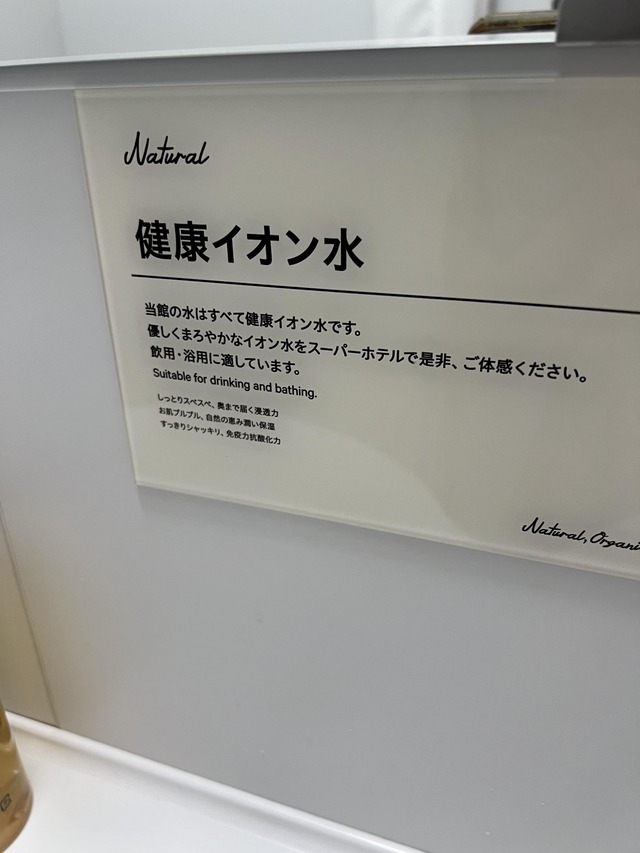 Natural
健康イオン水
当館の水はすべて健康イオン水です。
優しくまろやかなイオン水をスーパーホテルで是非、ご体感ください。
飲用・浴用に適しています。
Suitable for drinking and bathing.
しっとりスベスベ、奥まで届く浸透力
お肌プルプル、自然の恵み潤い保湿
すっきりシャッキリ、免疫力抗酸化力
Natural, Organi